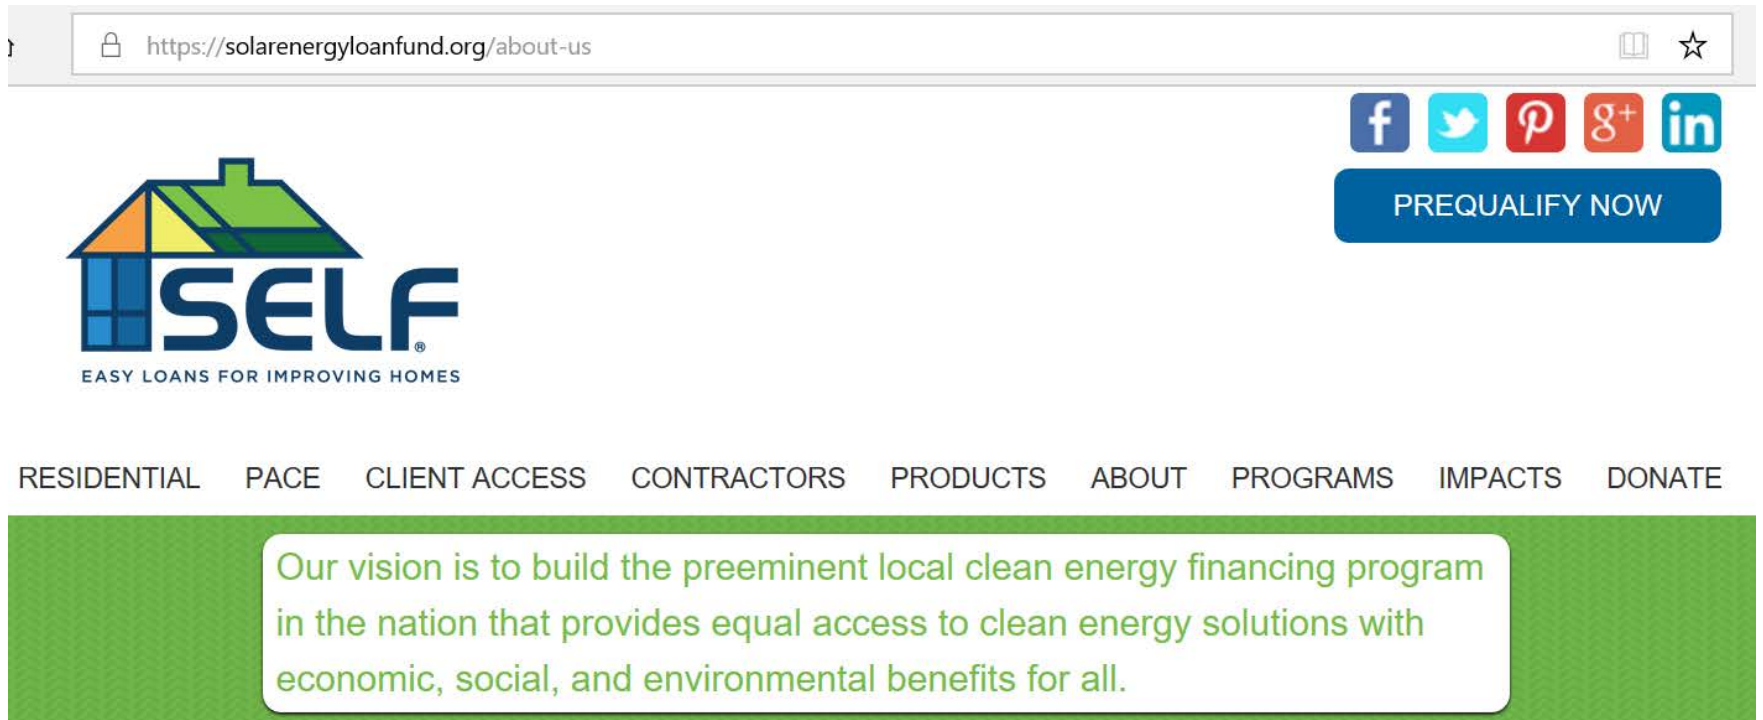 https://solarenergyloanfund.org/about-us
f P g+ in
PREQUALIFY NOW
SELF®
EASY LOANS FOR IMPROVING HOMES
RESIDENTIAL PACE CLIENT ACCESS CONTRACTORS PRODUCTS ABOUT PROGRAMS IMPACTS DONATE
Our vision is to build the preeminent local clean energy financing program
in the nation that provides equal access to clean energy solutions with
economic, social, and environmental benefits for all.